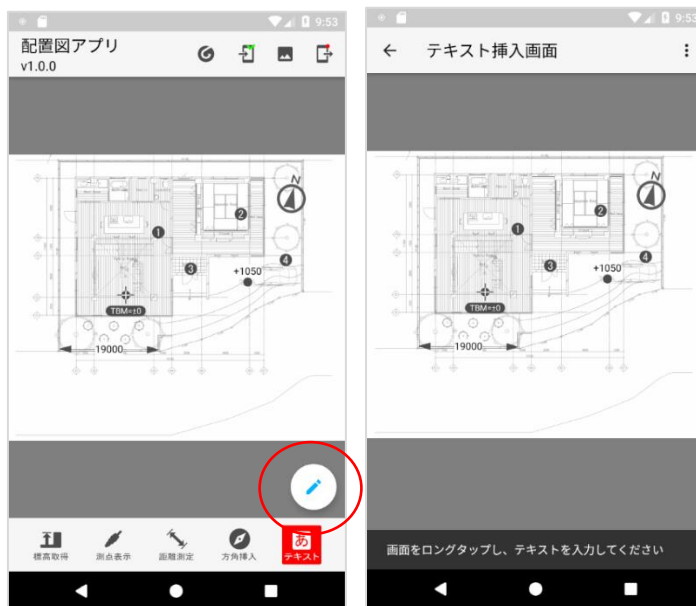 9:53
配置図アプリ
v1.0.0
N
1
2
3
4
+1050
TBM=±0
19000
標高取得
測点表示
距離測定
方角挿入
あ
テキスト
9:53
テキスト挿入画面
N
1
2
3
4
+1050
TBM=±0
19000
画面をロングタップし、テキストを入力してください